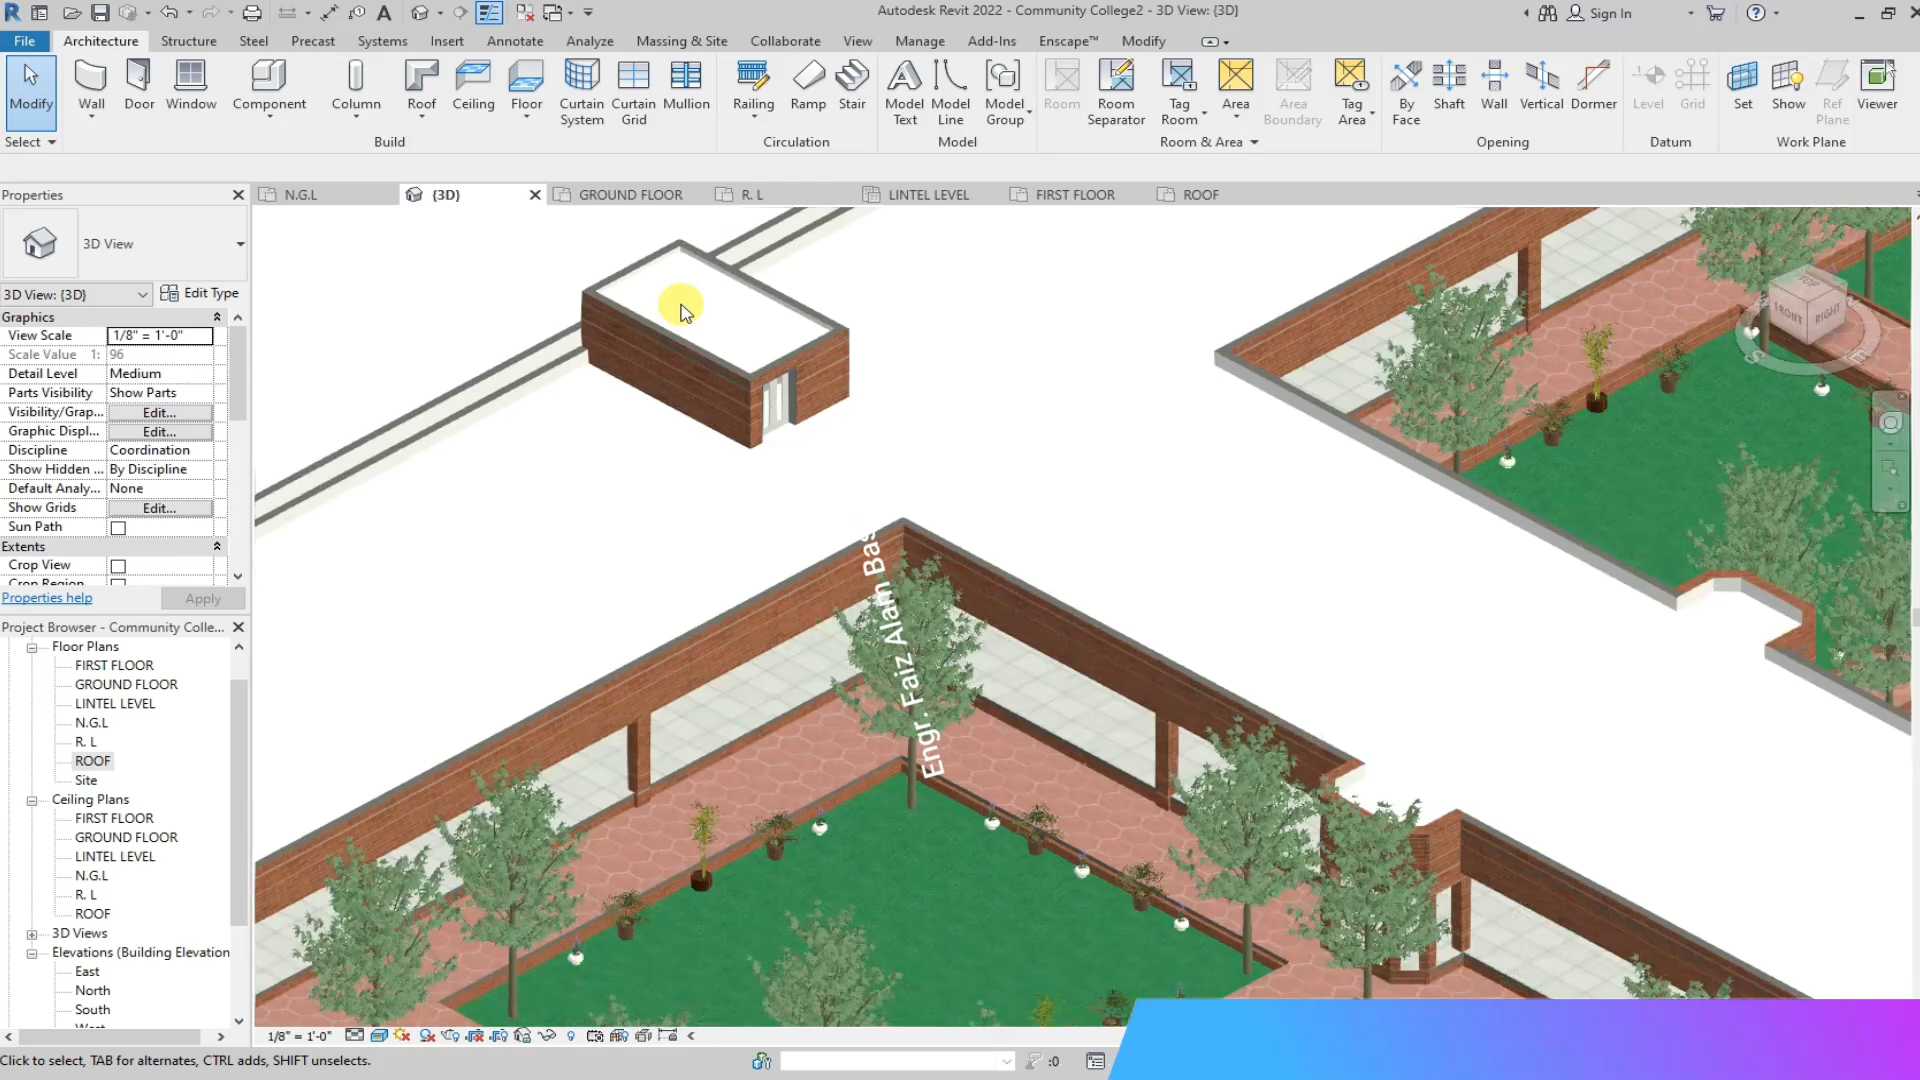 Autodesk Revit 2022 - Community College2 - 3D View: {3D}
Sign In
File Architecture Structure Steel Precast Systems Insert Annotate Analyze Massing & Site Collaborate View Manage Add-Ins Enscape™ Modify
Modify
Wall
Door
Window
Component
Column
Roof
Ceiling
Floor
Curtain System
Curtain Grid
Mullion
Railing
Ramp
Stair
Model Text
Model Line
Model Group
Room
Room Separator
Tag Room
Area
Area Boundary
Tag Area
By Face
Shaft
Wall
Vertical
Dormer
Level
Grid
Set
Show
Ref Plane
Viewer
Select
Build
Circulation
Model
Room & Area
Opening
Datum
Work Plane
Properties
N.G.L
{3D}
GROUND FLOOR
R. L
LINTEL LEVEL
FIRST FLOOR
ROOF
3D View
3D View: {3D}
Edit Type
Graphics
View Scale 1/8" = 1'-0"
Scale Value 1: 96
Detail Level Medium
Parts Visibility Show Parts
Visibility/Grap... Edit...
Graphic Displ... Edit...
Discipline Coordination
Show Hidden ... By Discipline
Default Analy... None
Show Grids Edit...
Sun Path
Extents
Crop View
Crop Region
Properties help
Apply
Project Browser - Community Colle...
Floor Plans
FIRST FLOOR
GROUND FLOOR
LINTEL LEVEL
N.G.L
R. L
ROOF
Site
Ceiling Plans
FIRST FLOOR
GROUND FLOOR
LINTEL LEVEL
N.G.L
R. L
ROOF
3D Views
Elevations (Building Elevation
East
North
South
West
TOP
FRONT
RIGHT
Engr. Faiz Alam Bas
1/8" = 1'-0"
Click to select, TAB for alternates, CTRL adds, SHIFT unselects.
:0